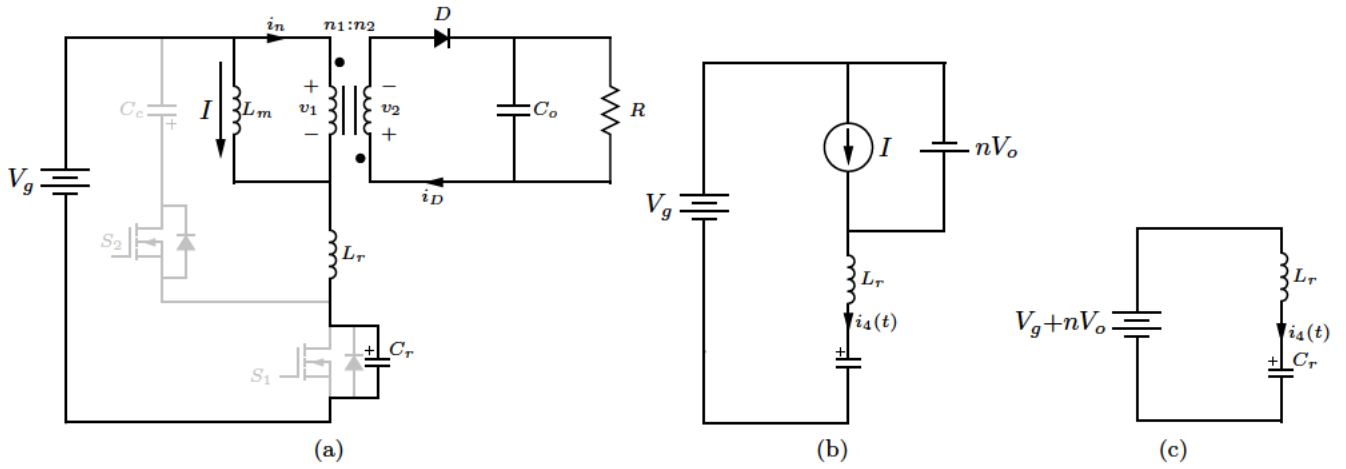 i_n n_1:n_2 D
C_c + I L_m + v_1 − − v_2 + C_o R
V_g
i_D
S_2
L_r
S_1
+ C_r
(a)
I nV_o
V_g
L_r
i_4(t)
+
(b)
L_r
V_g+nV_o
i_4(t)
+ C_r
(c)